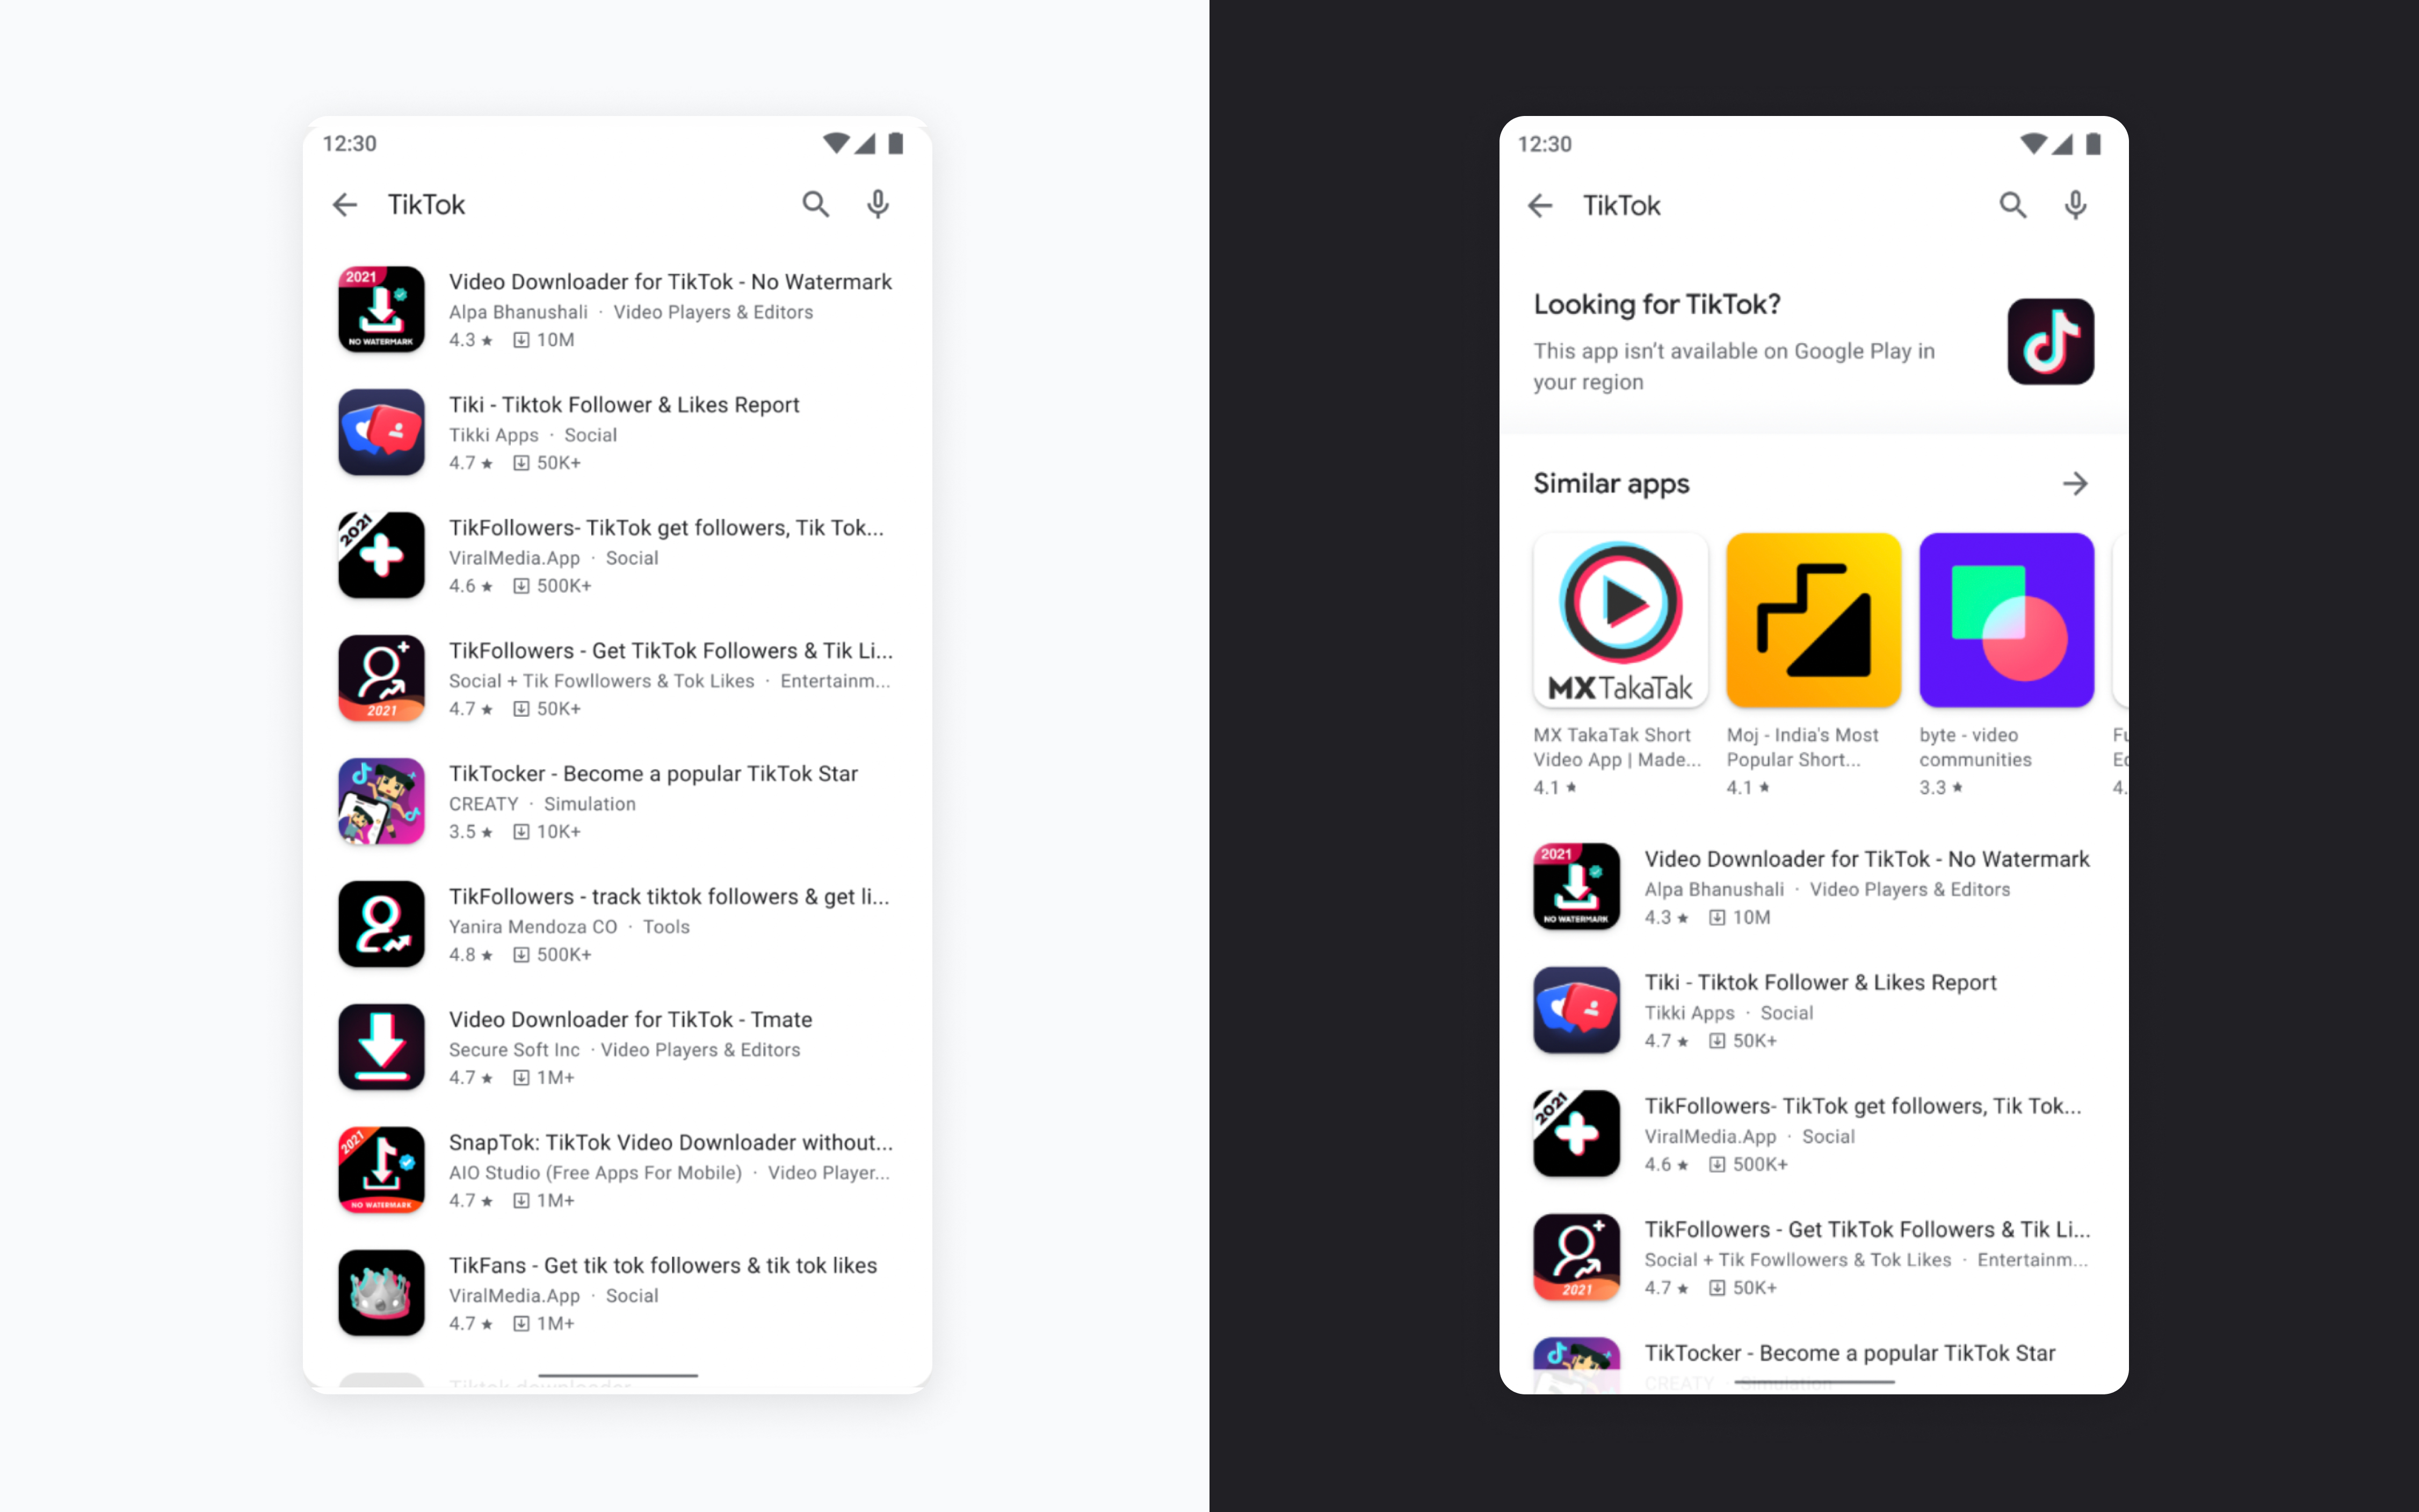 12:30
TikTok
2021
NO WATERMARK
Video Downloader for TikTok - No Watermark
Alpa Bhanushali · Video Players & Editors
4.3 ★ 10M
Tiki - Tiktok Follower & Likes Report
Tikki Apps · Social
4.7 ★ 50K+
2021
TikFollowers- TikTok get followers, Tik Tok...
ViralMedia.App · Social
4.6 ★ 500K+
2021
TikFollowers - Get TikTok Followers & Tik Li...
Social + Tik Fowllowers & Tok Likes · Entertainm...
4.7 ★ 50K+
TikTocker - Become a popular TikTok Star
CREATY · Simulation
3.5 ★ 10K+
TikFollowers - track tiktok followers & get li...
Yanira Mendoza CO · Tools
4.8 ★ 500K+
Video Downloader for TikTok - Tmate
Secure Soft Inc · Video Players & Editors
4.7 ★ 1M+
2021
NO WATERMARK
SnapTok: TikTok Video Downloader without...
AIO Studio (Free Apps For Mobile) · Video Player...
4.7 ★ 1M+
TikFans - Get tik tok followers & tik tok likes
ViralMedia.App · Social
4.7 ★ 1M+
Tiktok downloader
12:30
TikTok
Looking for TikTok?
This app isn't available on Google Play in
your region
Similar apps
MX TakaTak
MX TakaTak Short
Video App | Made...
4.1 ★
Moj - India's Most
Popular Short...
4.1 ★
byte - video
communities
3.3 ★
4.
2021
NO WATERMARK
Video Downloader for TikTok - No Watermark
Alpa Bhanushali · Video Players & Editors
4.3 ★ 10M
Tiki - Tiktok Follower & Likes Report
Tikki Apps · Social
4.7 ★ 50K+
2021
TikFollowers- TikTok get followers, Tik Tok...
ViralMedia.App · Social
4.6 ★ 500K+
2021
TikFollowers - Get TikTok Followers & Tik Li...
Social + Tik Fowllowers & Tok Likes · Entertainm...
4.7 ★ 50K+
TikTocker - Become a popular TikTok Star
CREATY · Simulation